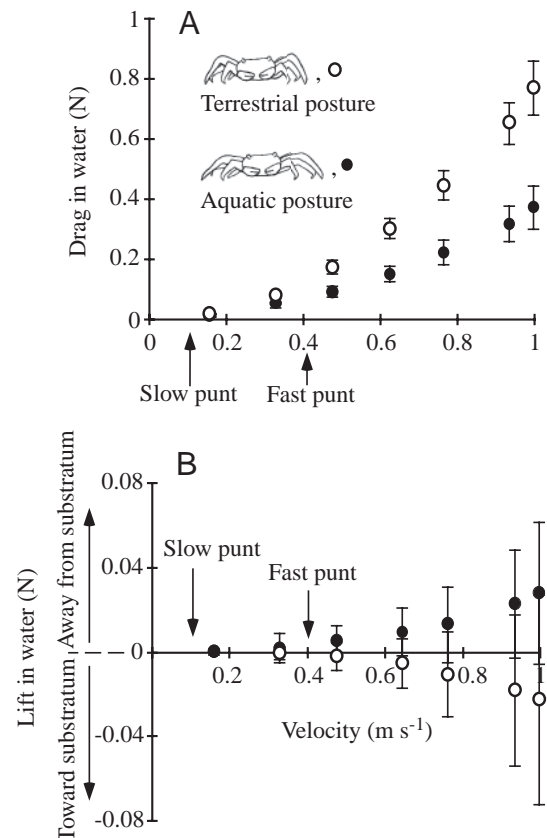 A
Drag in water (N)
1
0.8
0.6
0.4
0.2
0
, 
Terrestrial posture
, 
Aquatic posture
0 0.2 0.4 0.6 0.8 1
Slow punt Fast punt
B
Lift in water (N)
Toward substratum Away from substratum
0.08
0.04
0
-0.04
-0.08
Slow punt
Fast punt
0.2 0.4 0.6 0.8 1
Velocity (m s-1)